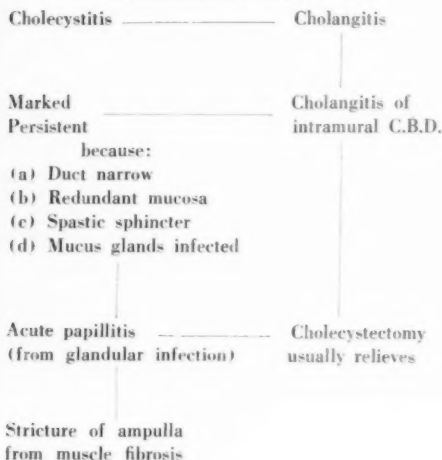 Cholecystitis
Cholangitis
Marked
Persistent
because:
(a) Duct narrow
(b) Redundant mucosa
(c) Spastic sphincter
(d) Mucus glands infected
Cholangitis of
intramural C.B.D.
Acute papillitis
(from glandular infection)
Cholecystectomy
usually relieves
Stricture of ampulla
from muscle fibrosis